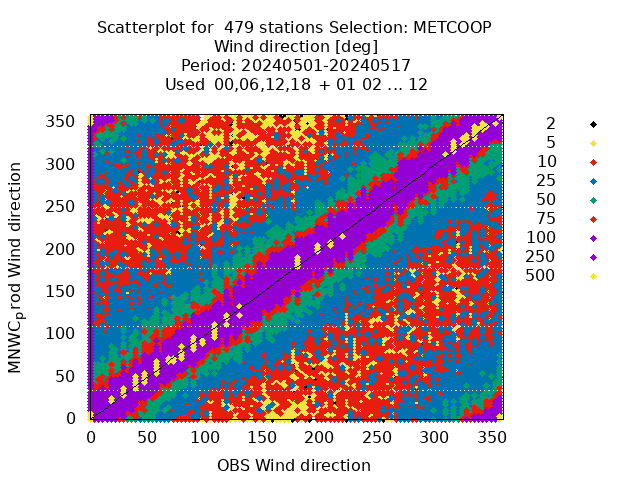 Scatterplot for  479 stations Selection: METCOOP
Wind direction [deg]
Period: 20240501-20240517
Used  00,06,12,18 + 01 02 ... 12
MNWC_prod Wind direction
350
300
250
200
150
100
50
0
0 50 100 150 200 250 300 350
OBS Wind direction
2
5
10
25
50
75
100
250
500